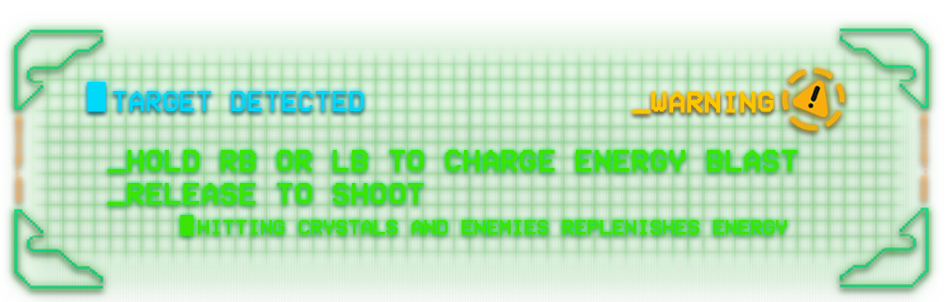 TARGET DETECTED
_WARNING !
_HOLD RB OR LB TO CHARGE ENERGY BLAST
_RELEASE TO SHOOT
HITTING CRYSTALS AND ENEMIES REPLENISHES ENERGY